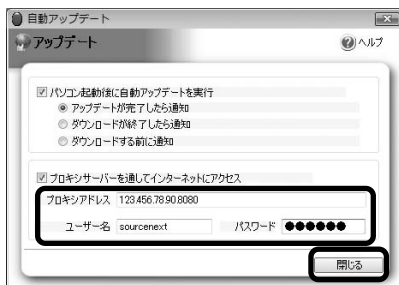 自動アップデート
アップデート
ヘルプ
パソコン起動後に自動アップデートを実行
アップデートが完了したら通知
ダウンロードが終了したら通知
ダウンロードする前に通知
プロキシサーバーを通してインターネットにアクセス
プロキシアドレス 123.456.78.90.8080
ユーザー名 sourcenext パスワード ●●●●●●
閉じる